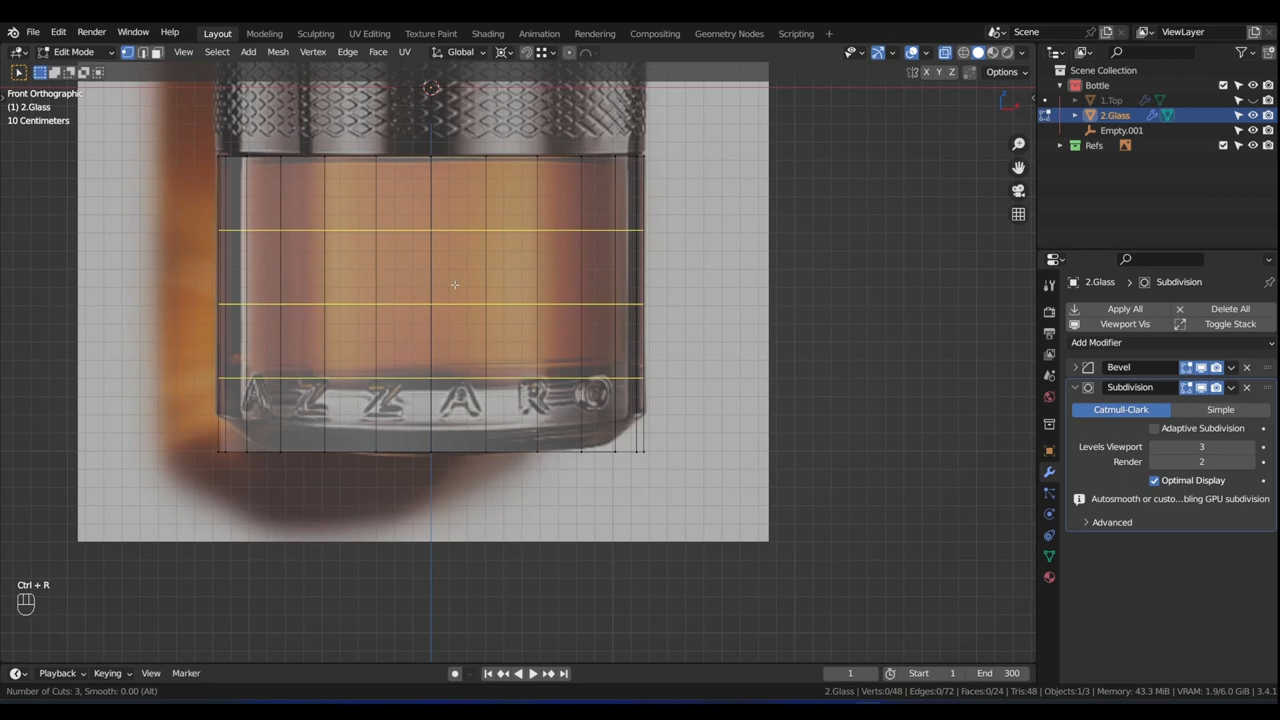 File Edit Render Window Help Layout Modeling Sculpting UV Editing Texture Paint Shading Animation Rendering Compositing Geometry Nodes Scripting + Scene ViewLayer
Edit Mode View Select Add Mesh Vertex Edge Face UV Global
X Y Z Options
Front Orthographic
(1) 2.Glass
10 Centimeters
Z
X
Scene Collection
Bottle
1.Top
2.Glass
Empty.001
Refs
2.Glass > Subdivision
Apply All Delete All
Viewport Vis Toggle Stack
Add Modifier
Bevel
Subdivision
Catmull-Clark Simple
Adaptive Subdivision
Levels Viewport 3
Render 2
Optimal Display
Autosmooth or custo...bling GPU subdivision
Advanced
AZZARO
Ctrl + R
Playback Keying View Marker 1 Start 1 End 300
Number of Cuts: 3, Smooth: 0.00 (Alt) 2.Glass | Verts:0/48 | Edges:0/72 | Faces:0/24 | Tris:48 | Objects:1/3 | Memory: 43.3 MiB | VRAM: 1.9/6.0 GiB | 3.4.1